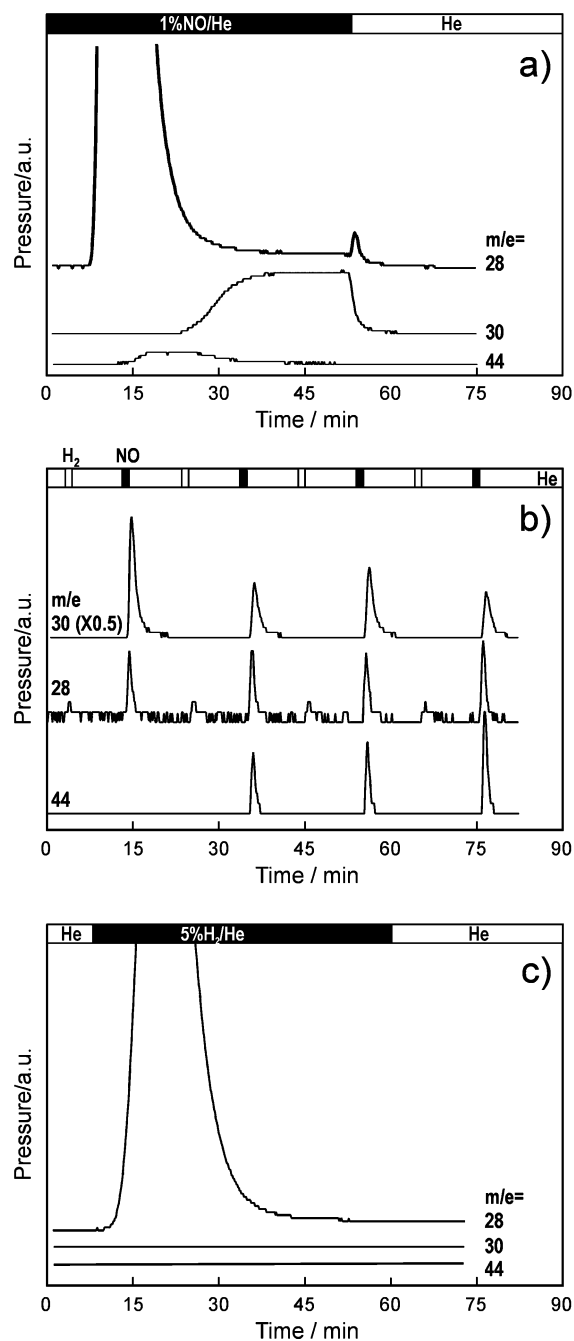 1%NO/He He
a)
Pressure/a.u.
m/e=
28
30
44
0 15 30 45 60 75 90
Time / min
H2 NO
He
b)
Pressure/a.u.
m/e
30 (X0.5)
28
44
0 15 30 45 60 75 90
Time / min
He 5%H2/He He
c)
Pressure/a.u.
m/e=
28
30
44
0 15 30 45 60 75 90
Time / min